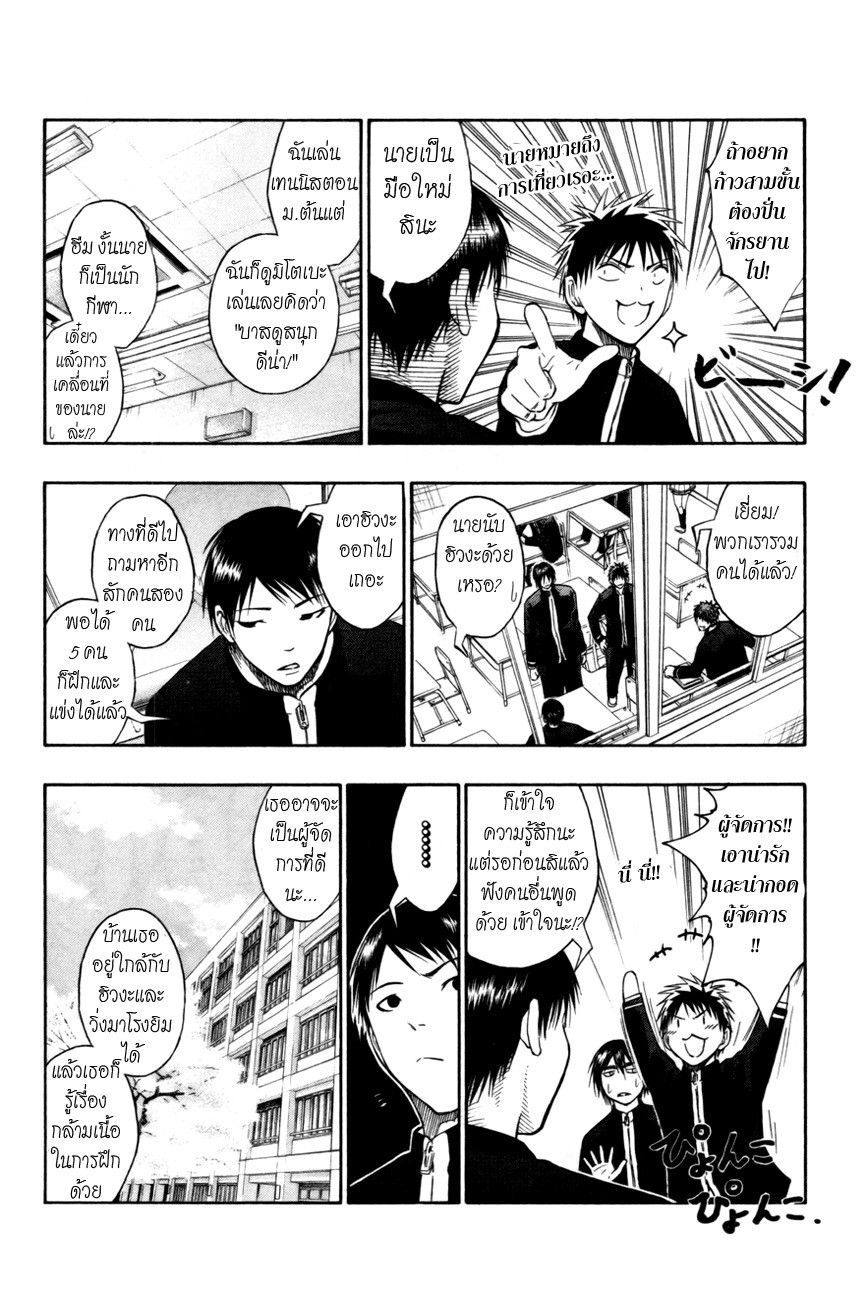 ถ้าอยาก
ก้าวสามขั้น
ต้องปั่น
จักรยาน
ไป!
นายหมายถึง
การเที่ยวเรอะ...
นายเป็น
มือใหม่
สินะ
ビーーシ!
ฉันเล่น
เทนนิสตอน
ม.ต้นแต่
ฉันก็ดูมิโตเบะ
เล่นเลยคิดว่า
"บาสดูสนุก
ดีน่า!"
ฮึม งั้นนาย
ก็เป็นนัก
กีฬา...
เดี๋ยว
แล้วการ
เคลื่อนที่
ของนาย
ล่ะ!?
เยี่ยม!
พวกเรารวม
คนได้แล้ว!
นายนับ
ฮิวงะด้วย
เหรอ?
เอาฮิวงะ
ออกไป
เถอะ
ทางที่ดีไป
ถามหาอีก
สักคนสอง
คน
พอได้
5 คน
ก็ฝึกและ
แข่งได้แล้ว
ผู้จัดการ!!
เอาน่ารัก
และน่ากอด
ผู้จัดการ
!!
นี่ นี่!!
ก็เข้าใจ
ความรู้สึกนะ
แต่รอก่อนสิแล้ว
ฟังคนอื่นพูด
ด้วย เข้าใจนะ!?
ぴょんこ
ぴょんこ.
เธออาจจะ
เป็นผู้จัด
การที่ดี
นะ...
บ้านเธอ
อยู่ใกล้กับ
ฮิวงะและ
วิ่งมาโรงยิม
ได้
แล้วเธอก็
รู้เรื่อง
กล้ามเนื้อ
ในการฝึก
ด้วย